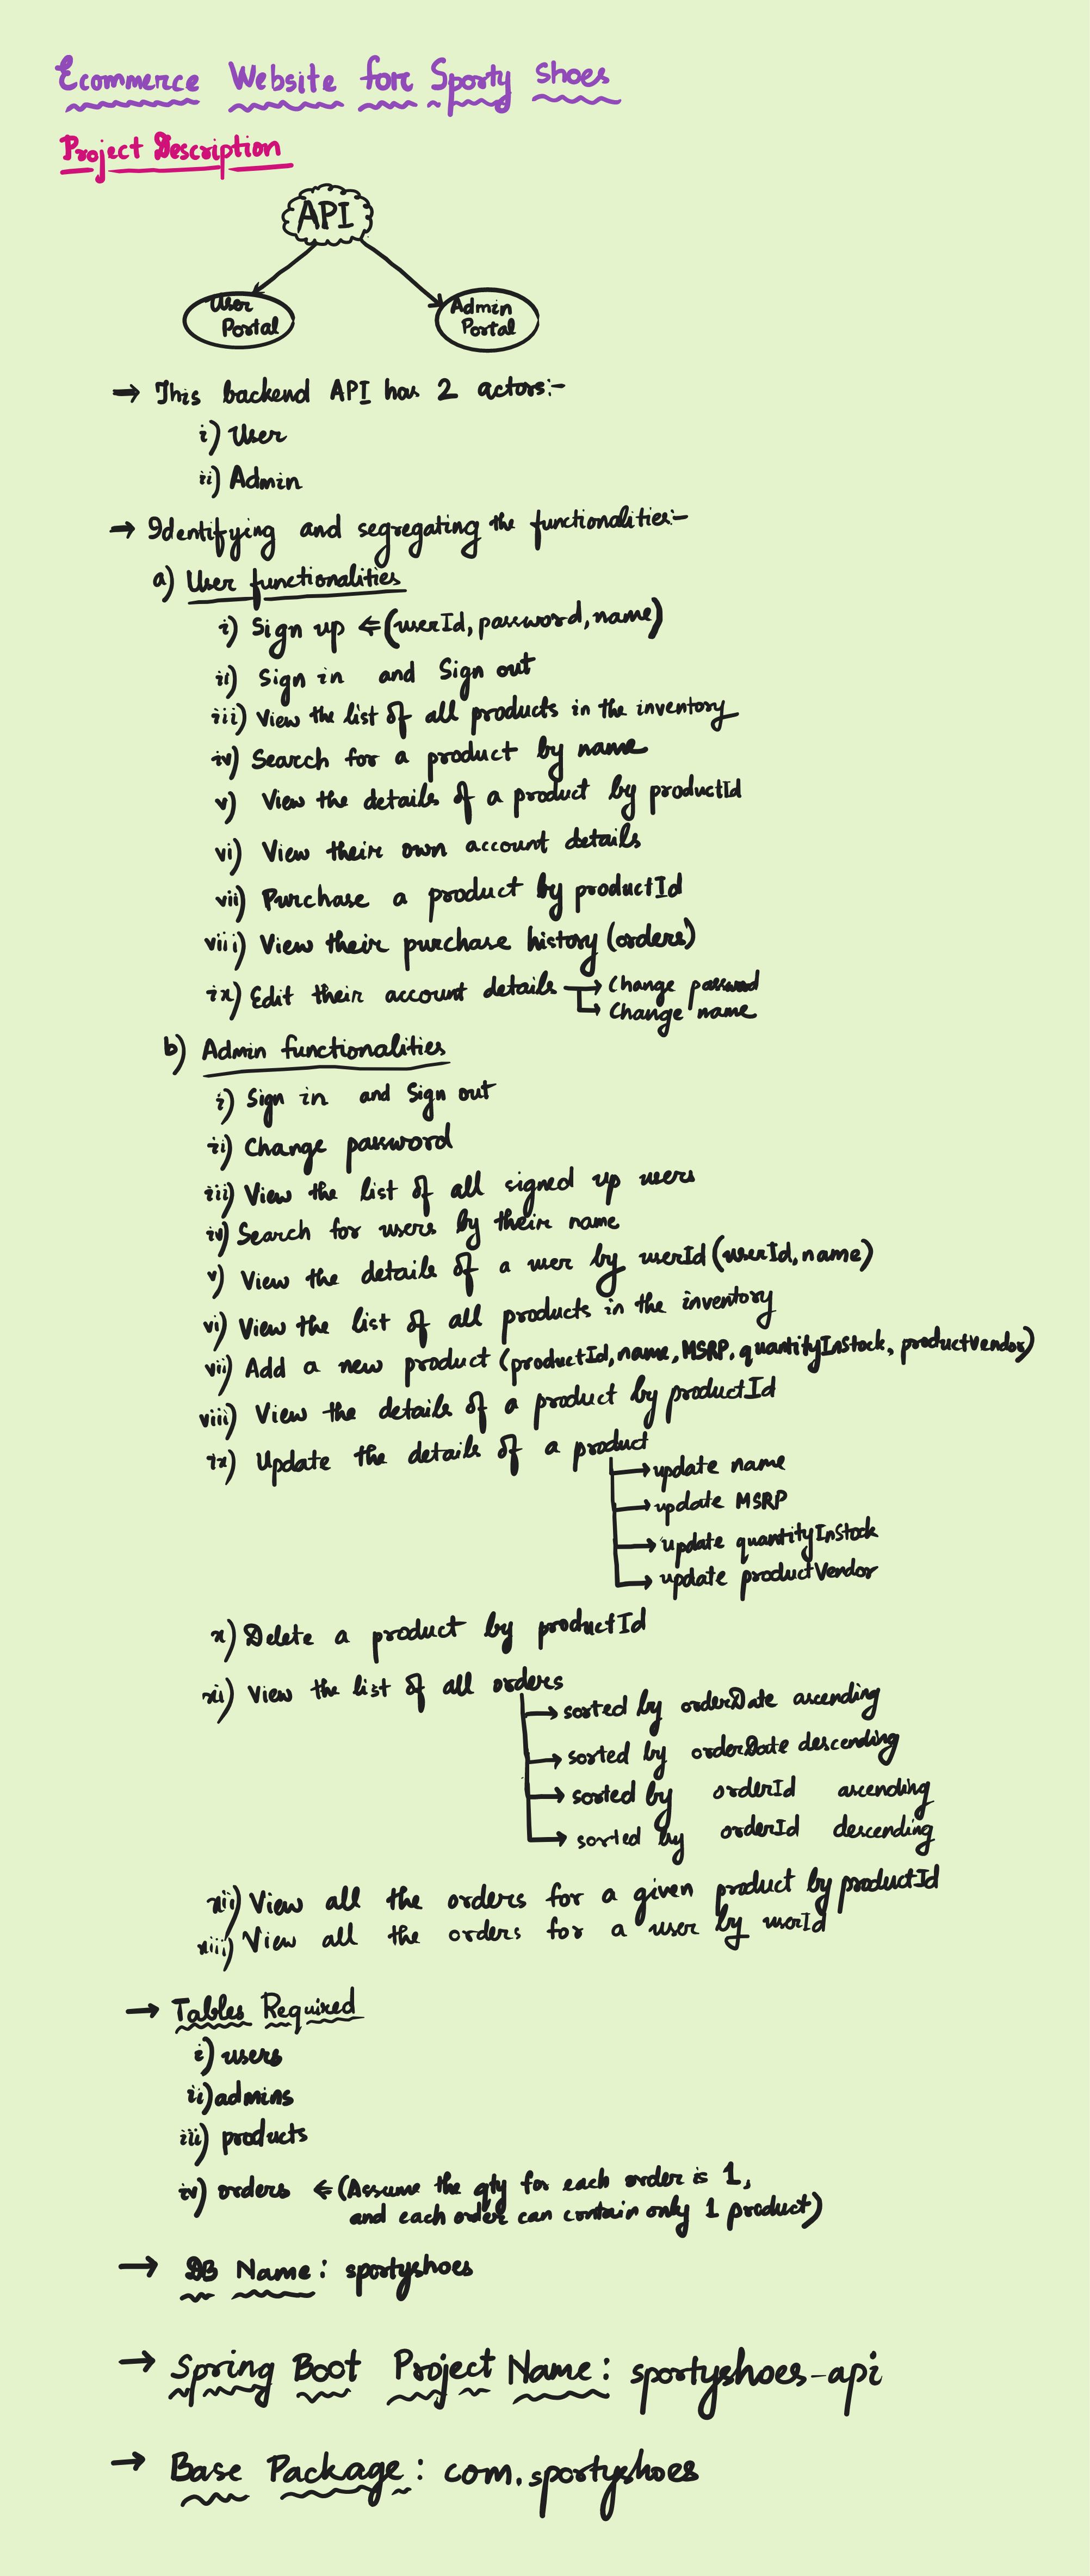 Ecommerce Website for Sporty Shoes
Project Description
API
User
Portal
Admin
Portal
→ This backend API has 2 actors:-
i) User
ii) Admin
→ Identifying and segregating the functionalities:-
a) User functionalities
i) Sign up ⇐ (userId, password, name)
ii) Sign in and Sign out
iii) View the list of all products in the inventory
iv) Search for a product by name
v) View the details of a product by productId
vi) View their own account details
vii) Purchase a product by productId
viii) View their purchase history (orders)
ix) Edit their account details → Change password
→ Change name
b) Admin functionalities
i) Sign in and Sign out
ii) Change password
iii) View the list of all signed up users
iv) Search for users by their name
v) View the details of a user by userId (userId, name)
vi) View the list of all products in the inventory
vii) Add a new product (productId, name, MSRP, quantityInStock, productVendor)
viii) View the details of a product by productId
ix) Update the details of a product
→ update name
→ update MSRP
→ update quantityInStock
→ update productVendor
x) Delete a product by productId
xi) View the list of all orders
→ sorted by orderDate ascending
→ sorted by orderDate descending
→ sorted by orderId ascending
→ sorted by orderId descending
xii) View all the orders for a given product by productId
xiii) View all the orders for a user by userId
→ Tables Required
i) users
ii) admins
iii) products
iv) orders ⇐ (Assume the qty for each order is 1,
and each order can contain only 1 product)
→ DB Name: sportyshoes
→ Spring Boot Project Name: sportyshoes-api
→ Base Package: com.sportyshoes